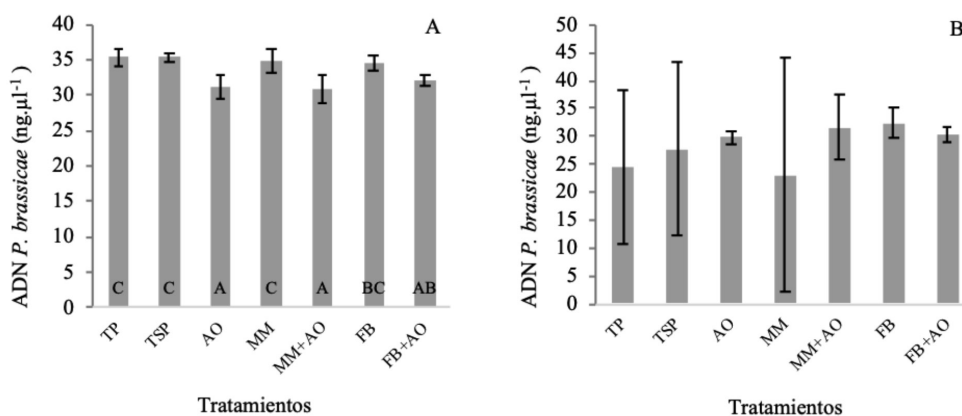 A
ADN P. brassicae (ng.µl-1)
40
35
30
25
20
15
10
5
0
C C A C A BC AB
TP TSP AO MM MM+AO FB FB+AO
Tratamientos
B
ADN P. brassicae (ng.µl-1)
50
45
40
35
30
25
20
15
10
5
0
TP TSP AO MM MM+AO FB FB+AO
Tratamientos